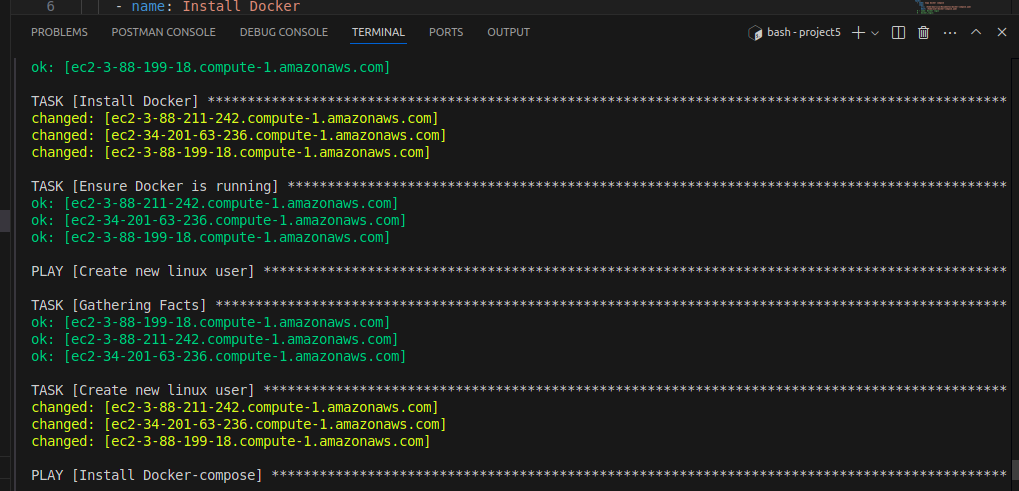 6 - name: Install Docker
PROBLEMS POSTMAN CONSOLE DEBUG CONSOLE TERMINAL PORTS OUTPUT bash - project5
ok: [ec2-3-88-199-18.compute-1.amazonaws.com]
TASK [Install Docker] ****************************************************************************************************
changed: [ec2-3-88-211-242.compute-1.amazonaws.com]
changed: [ec2-34-201-63-236.compute-1.amazonaws.com]
changed: [ec2-3-88-199-18.compute-1.amazonaws.com]
TASK [Ensure Docker is running] ******************************************************************************************
ok: [ec2-3-88-211-242.compute-1.amazonaws.com]
ok: [ec2-34-201-63-236.compute-1.amazonaws.com]
ok: [ec2-3-88-199-18.compute-1.amazonaws.com]
PLAY [Create new linux user] *********************************************************************************************
TASK [Gathering Facts] ***************************************************************************************************
ok: [ec2-3-88-199-18.compute-1.amazonaws.com]
ok: [ec2-3-88-211-242.compute-1.amazonaws.com]
ok: [ec2-34-201-63-236.compute-1.amazonaws.com]
TASK [Create new linux user] *********************************************************************************************
changed: [ec2-3-88-211-242.compute-1.amazonaws.com]
changed: [ec2-34-201-63-236.compute-1.amazonaws.com]
changed: [ec2-3-88-199-18.compute-1.amazonaws.com]
PLAY [Install Docker-compose] ********************************************************************************************